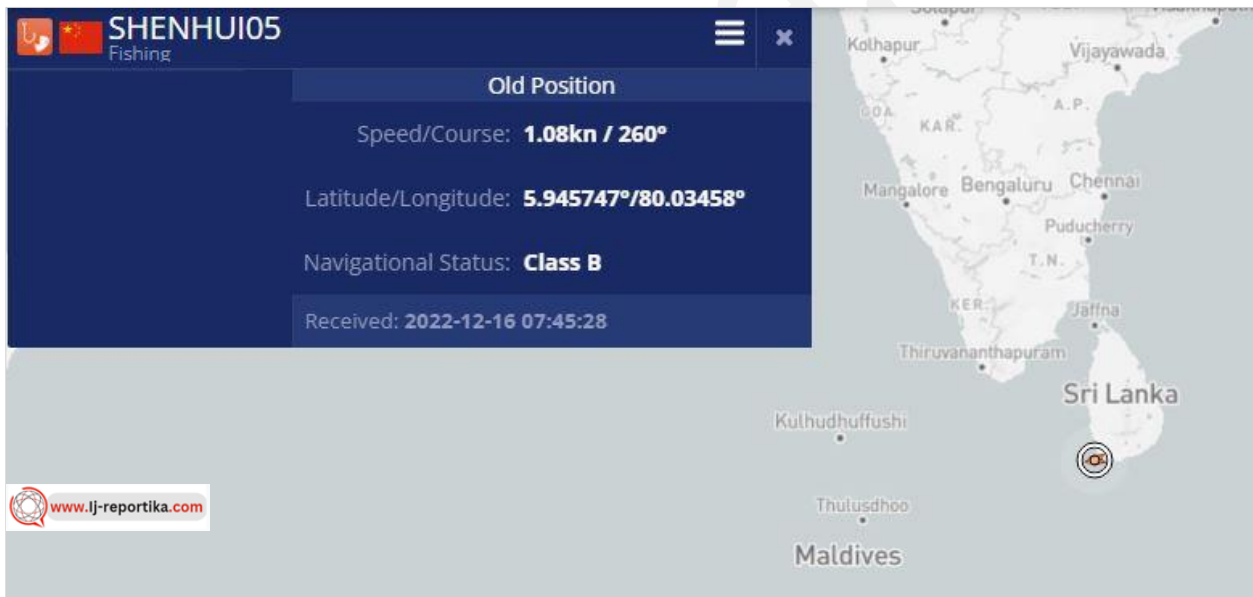 SHENHUI05
Fishing
Old Position
Speed/Course: 1.08kn / 260°
Latitude/Longitude: 5.945747°/80.03458°
Navigational Status: Class B
Received: 2022-12-16 07:45:28
Kolhapur
Vijayawada
GOA
KAR.
A.P.
Mangalore
Bengaluru
Chennai
Puducherry
T.N.
KER.
Jaffna
Thiruvananthapuram
Sri Lanka
Kulhudhuffushi
Thulusdhoo
Maldives
www.lj-reportika.com